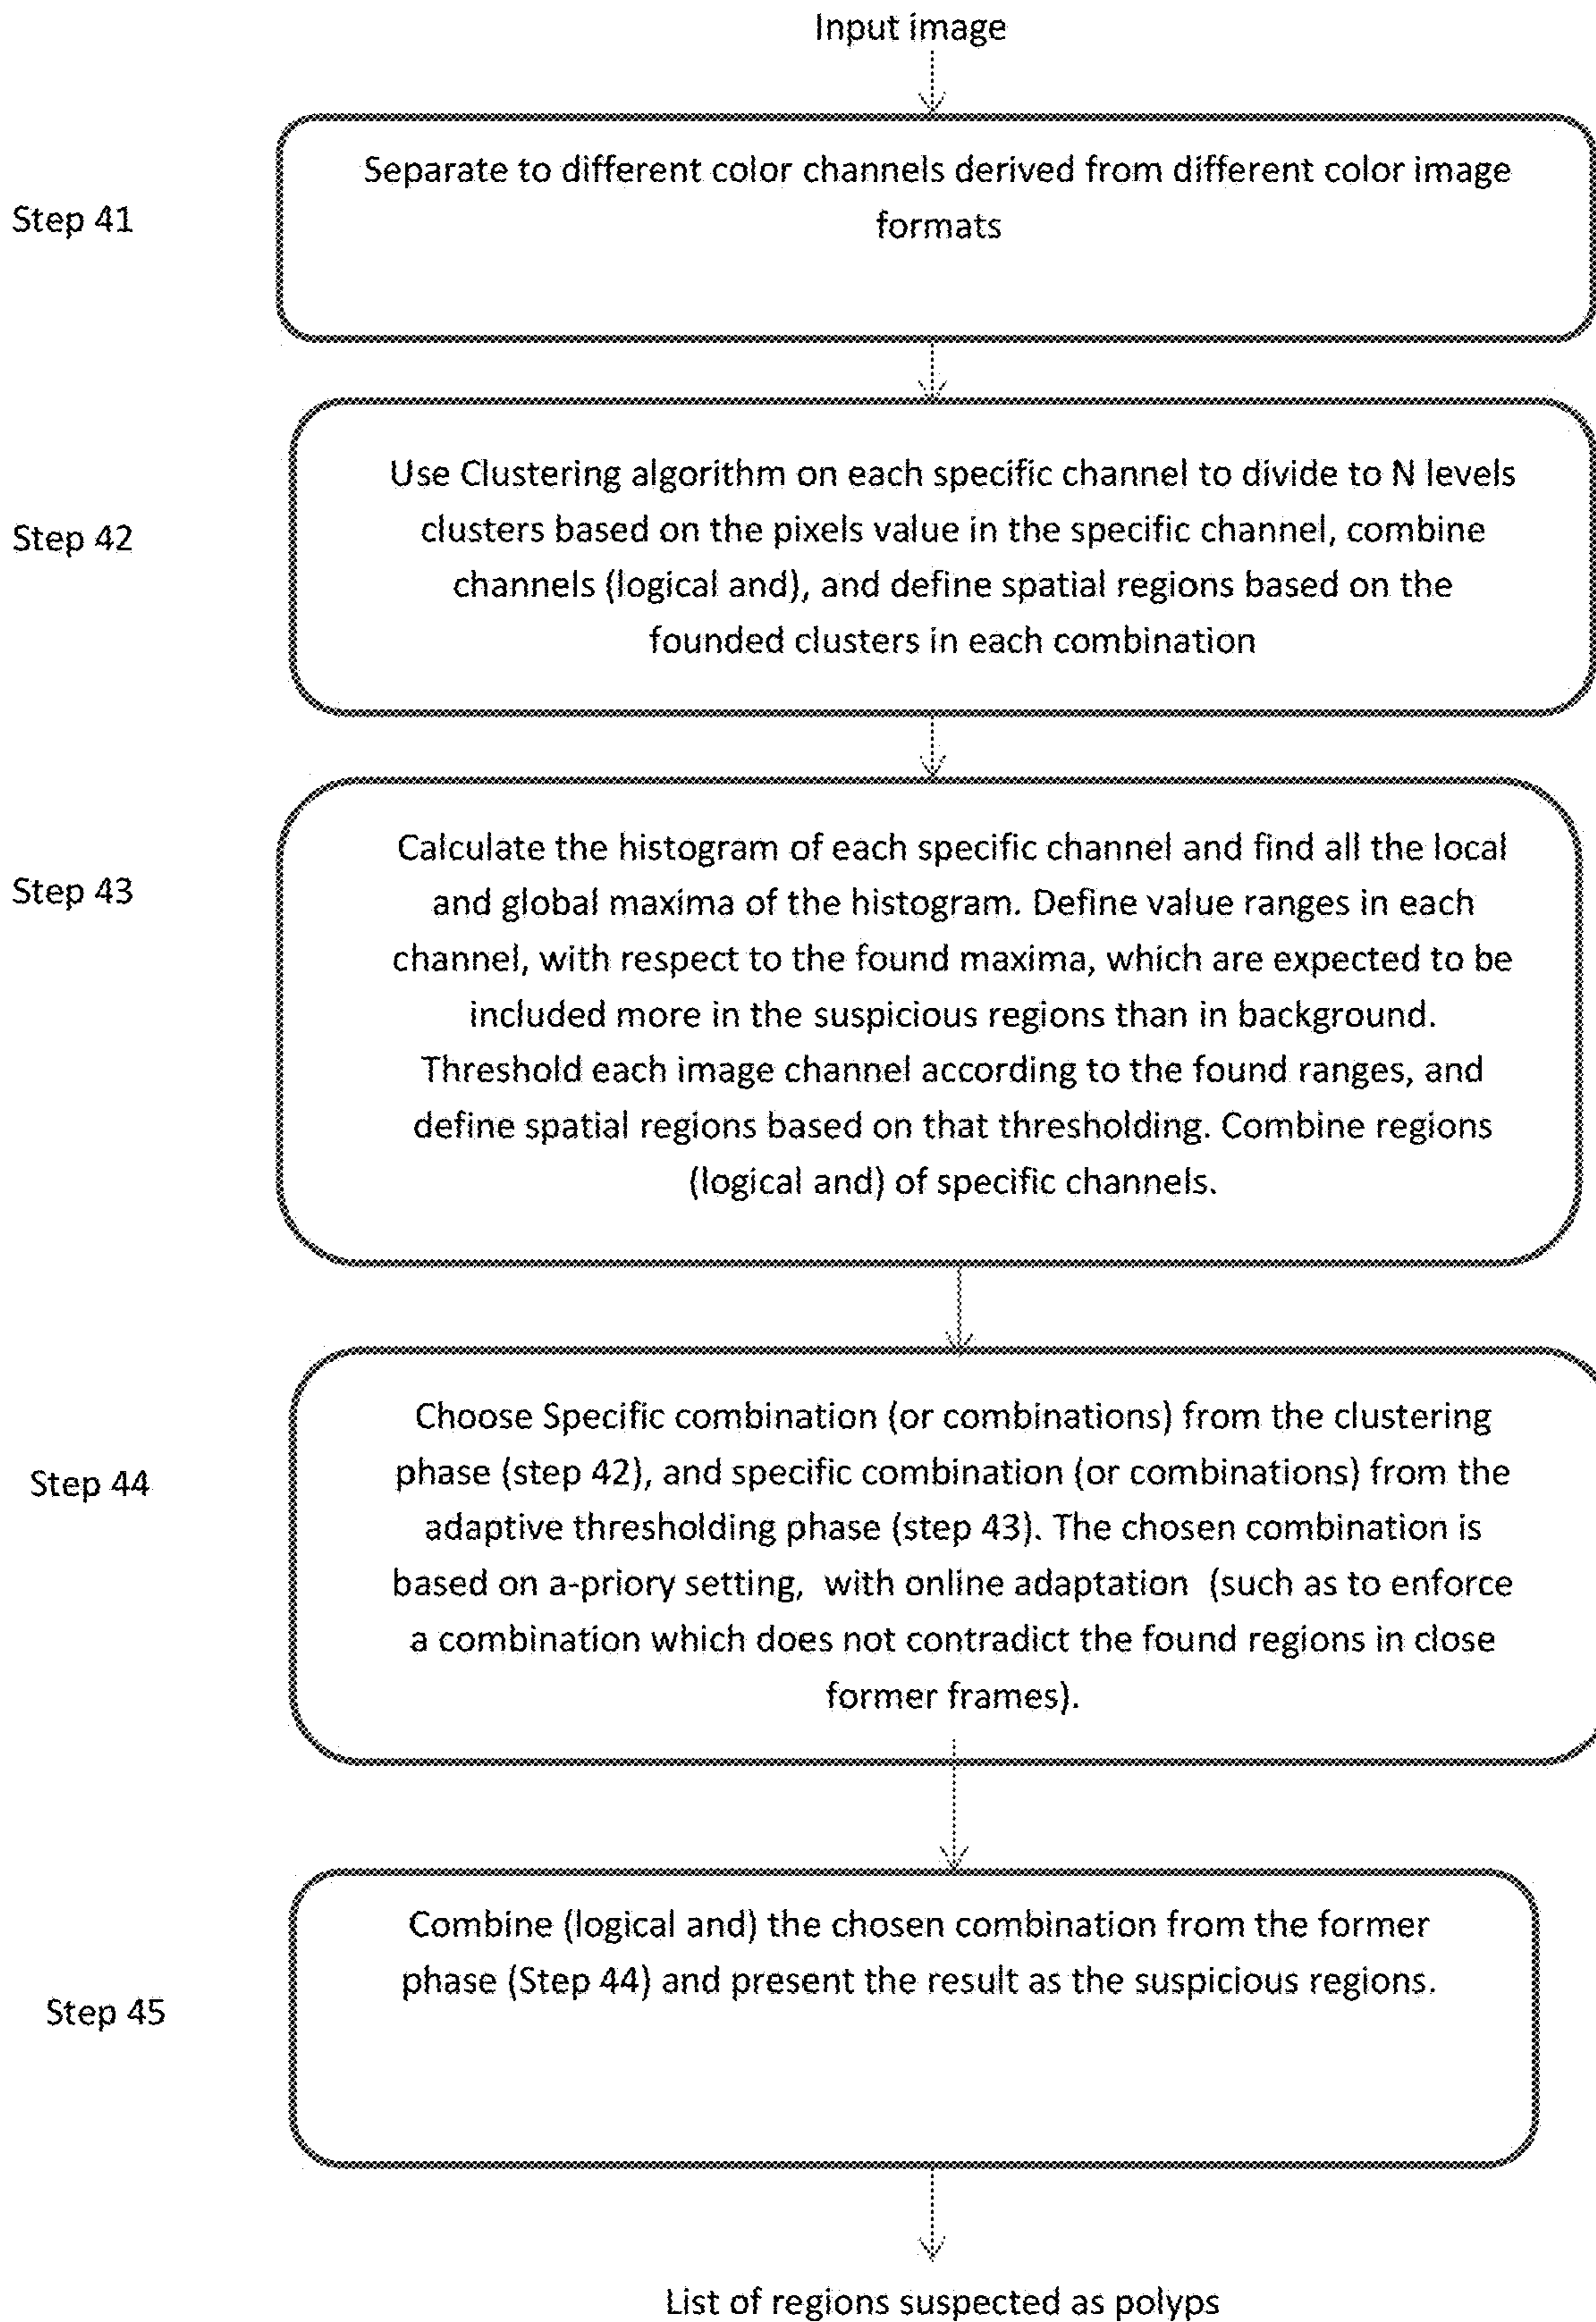 Input image
Step 41
Separate to different color channels derived from different color image
formats
Step 42
Use Clustering algorithm on each specific channel to divide to N levels
clusters based on the pixels value in the specific channel, combine
channels (logical and), and define spatial regions based on the
founded clusters in each combination
Step 43
Calculate the histogram of each specific channel and find all the local
and global maxima of the histogram. Define value ranges in each
channel, with respect to the found maxima, which are expected to be
included more in the suspicious regions than in background.
Threshold each image channel according to the found ranges, and
define spatial regions based on that thresholding. Combine regions
(logical and) of specific channels.
Step 44
Choose Specific combination (or combinations) from the clustering
phase (step 42), and specific combination (or combinations) from the
adaptive thresholding phase (step 43). The chosen combination is
based on a-priory setting, with online adaptation (such as to enforce
a combination which does not contradict the found regions in close
former frames).
Step 45
Combine (logical and) the chosen combination from the former
phase (Step 44) and present the result as the suspicious regions.
List of regions suspected as polyps